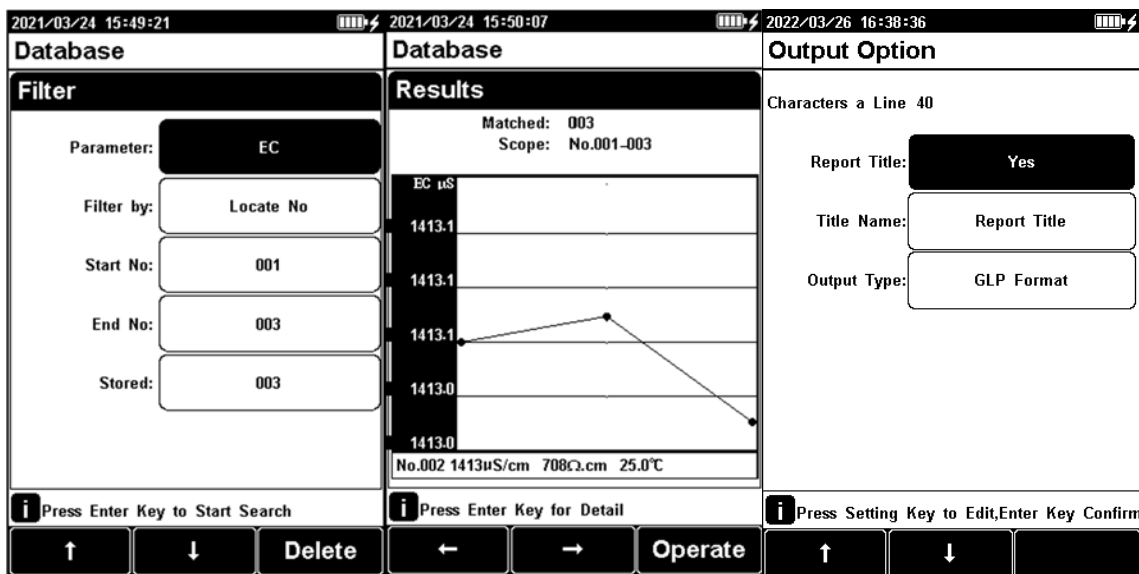 2021/03/24 15:49:21
Database
Filter
Parameter: EC
Filter by: Locate No
Start No: 001
End No: 003
Stored: 003
i Press Enter Key to Start Search
↑ ↓ Delete
2021/03/24 15:50:07
Database
Results
Matched: 003
Scope: No.001-003
EC µS
1413.1
1413.1
1413.1
1413.0
1413.0
No.002 1413µS/cm 708Ω.cm 25.0℃
i Press Enter Key for Detail
← → Operate
2022/03/26 16:38:36
Output Option
Characters a Line 40
Report Title: Yes
Title Name: Report Title
Output Type: GLP Format
i Press Setting Key to Edit,Enter Key Confirm
↑ ↓